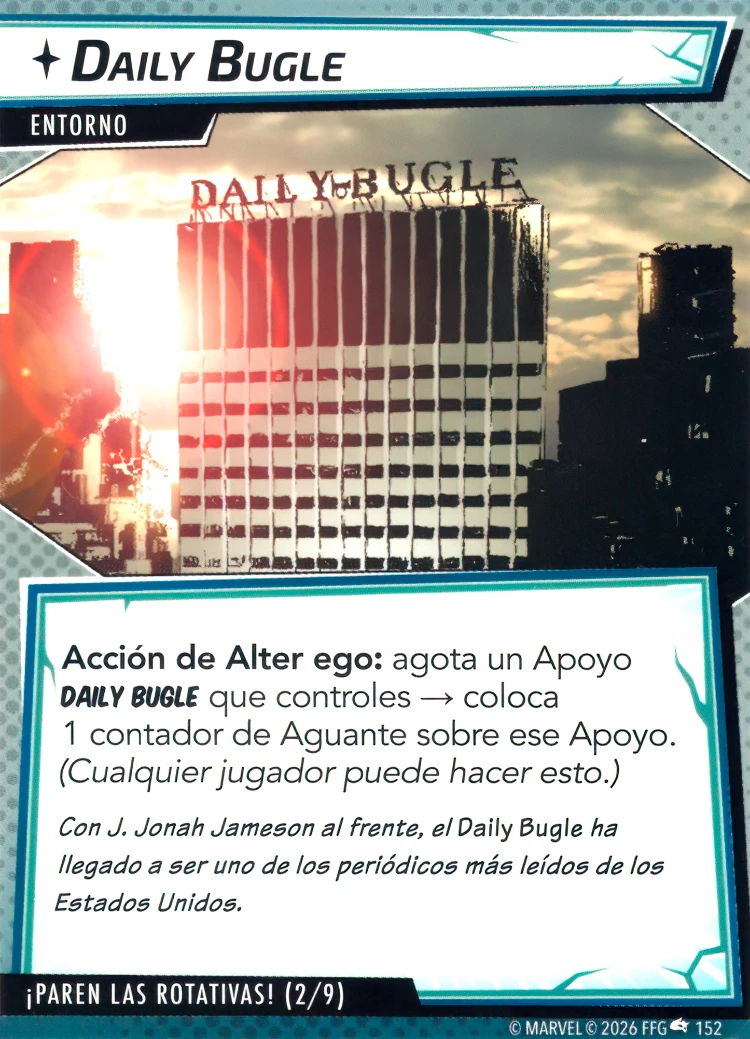 DAILY BUGLE
ENTORNO
DAILY BUGLE
Acción de Alter ego: agota un Apoyo
DAILY BUGLE que controles → coloca
1 contador de Aguante sobre ese Apoyo.
(Cualquier jugador puede hacer esto.)
Con J. Jonah Jameson al frente, el Daily Bugle ha
llegado a ser uno de los periódicos más leídos de los
Estados Unidos.
¡PAREN LAS ROTATIVAS! (2/9)
© MARVEL © 2026 FFG 152